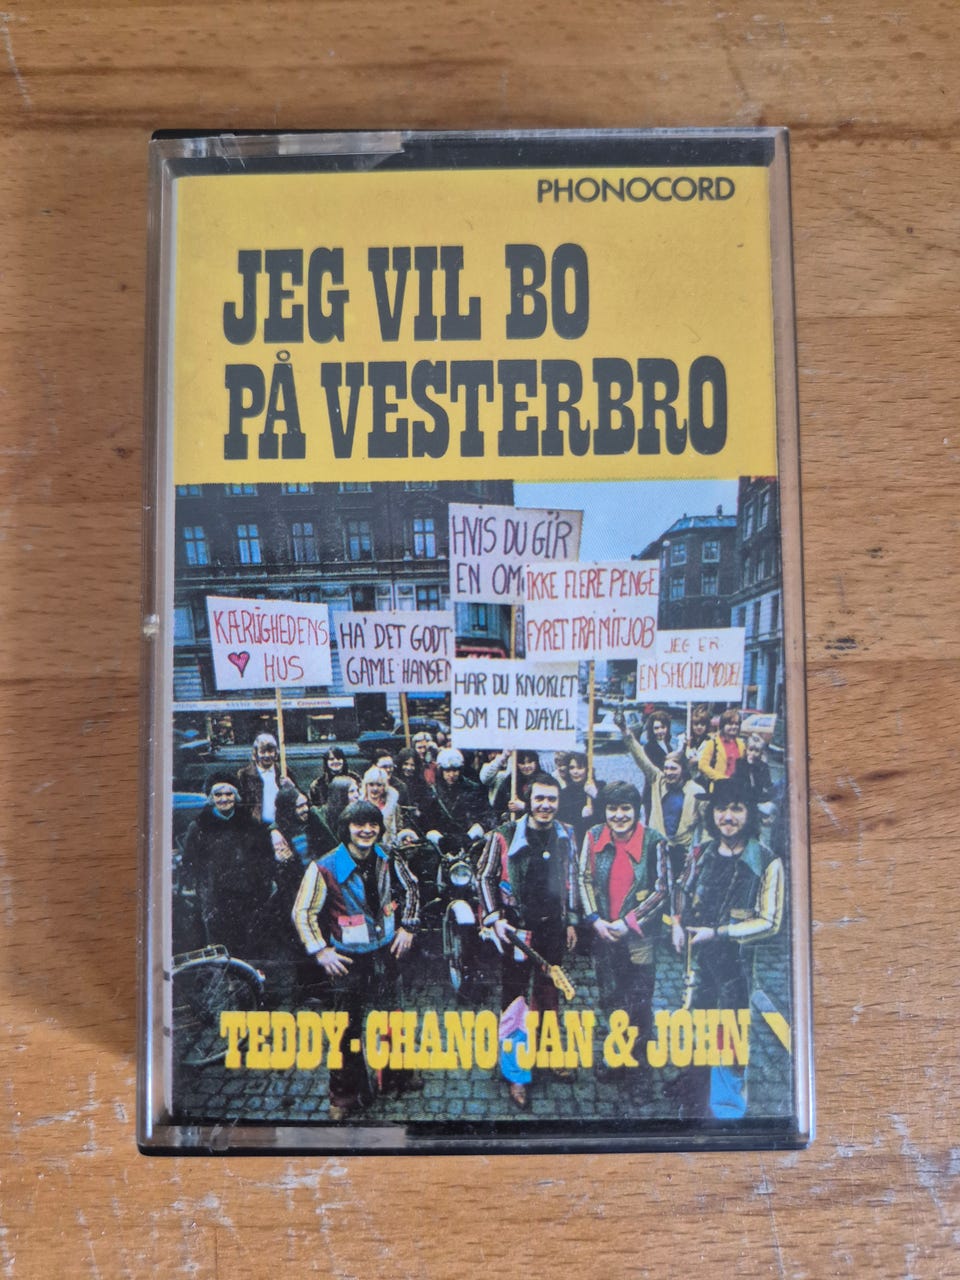 PHONOCORD
JEG VIL BO
PÅ VESTERBRO
HVIS DU GI'R
EN OM
IKKE FLERE PENGE
FYRET FRA MIT JOB
KÆRLIGHEDENS
HUS
HA' DET GODT
GAMLE HANSEN
JEG ER
EN SPECIEL MODEL
HAR DU KNOKLET
SOM EN DJÆVEL
TEDDY · CHANO · JAN & JOHN